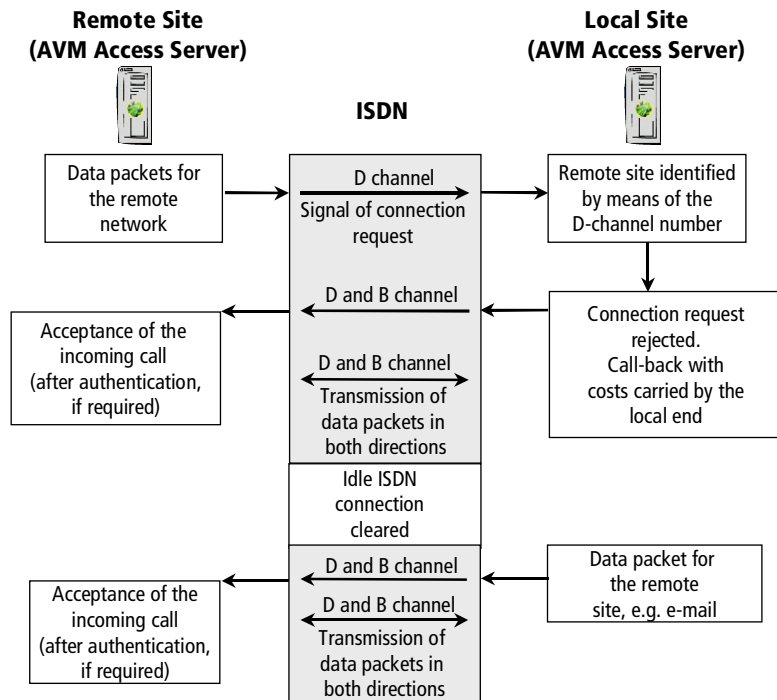 Remote Site
(AVM Access Server)
Local Site
(AVM Access Server)
ISDN
Data packets for
the remote
network
D channel
Signal of connection
request
Remote site identified
by means of the
D-channel number
D and B channel
Acceptance of the
incoming call
(after authentication,
if required)
Connection request
rejected.
Call-back with
costs carried by the
local end
D and B channel
Transmission of
data packets in
both directions
Idle ISDN
connection
cleared
D and B channel
Data packet for
the remote
site, e.g. e-mail
Acceptance of the
incoming call
(after authentication,
if required)
D and B channel
Transmission of
data packets in
both directions